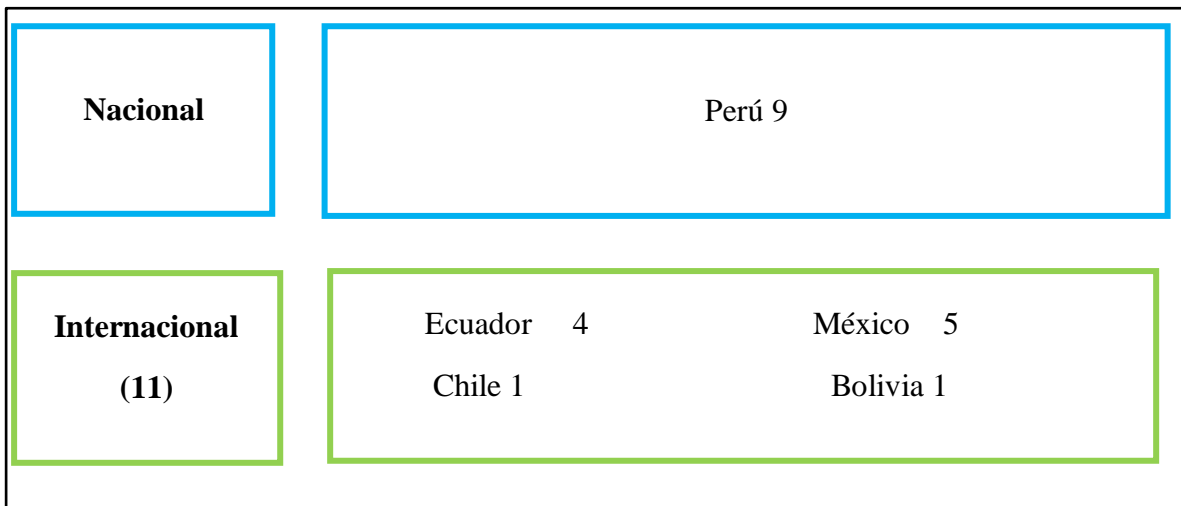 Nacional
Perú 9
Internacional
(11)
Ecuador 4 México 5
Chile 1 Bolivia 1